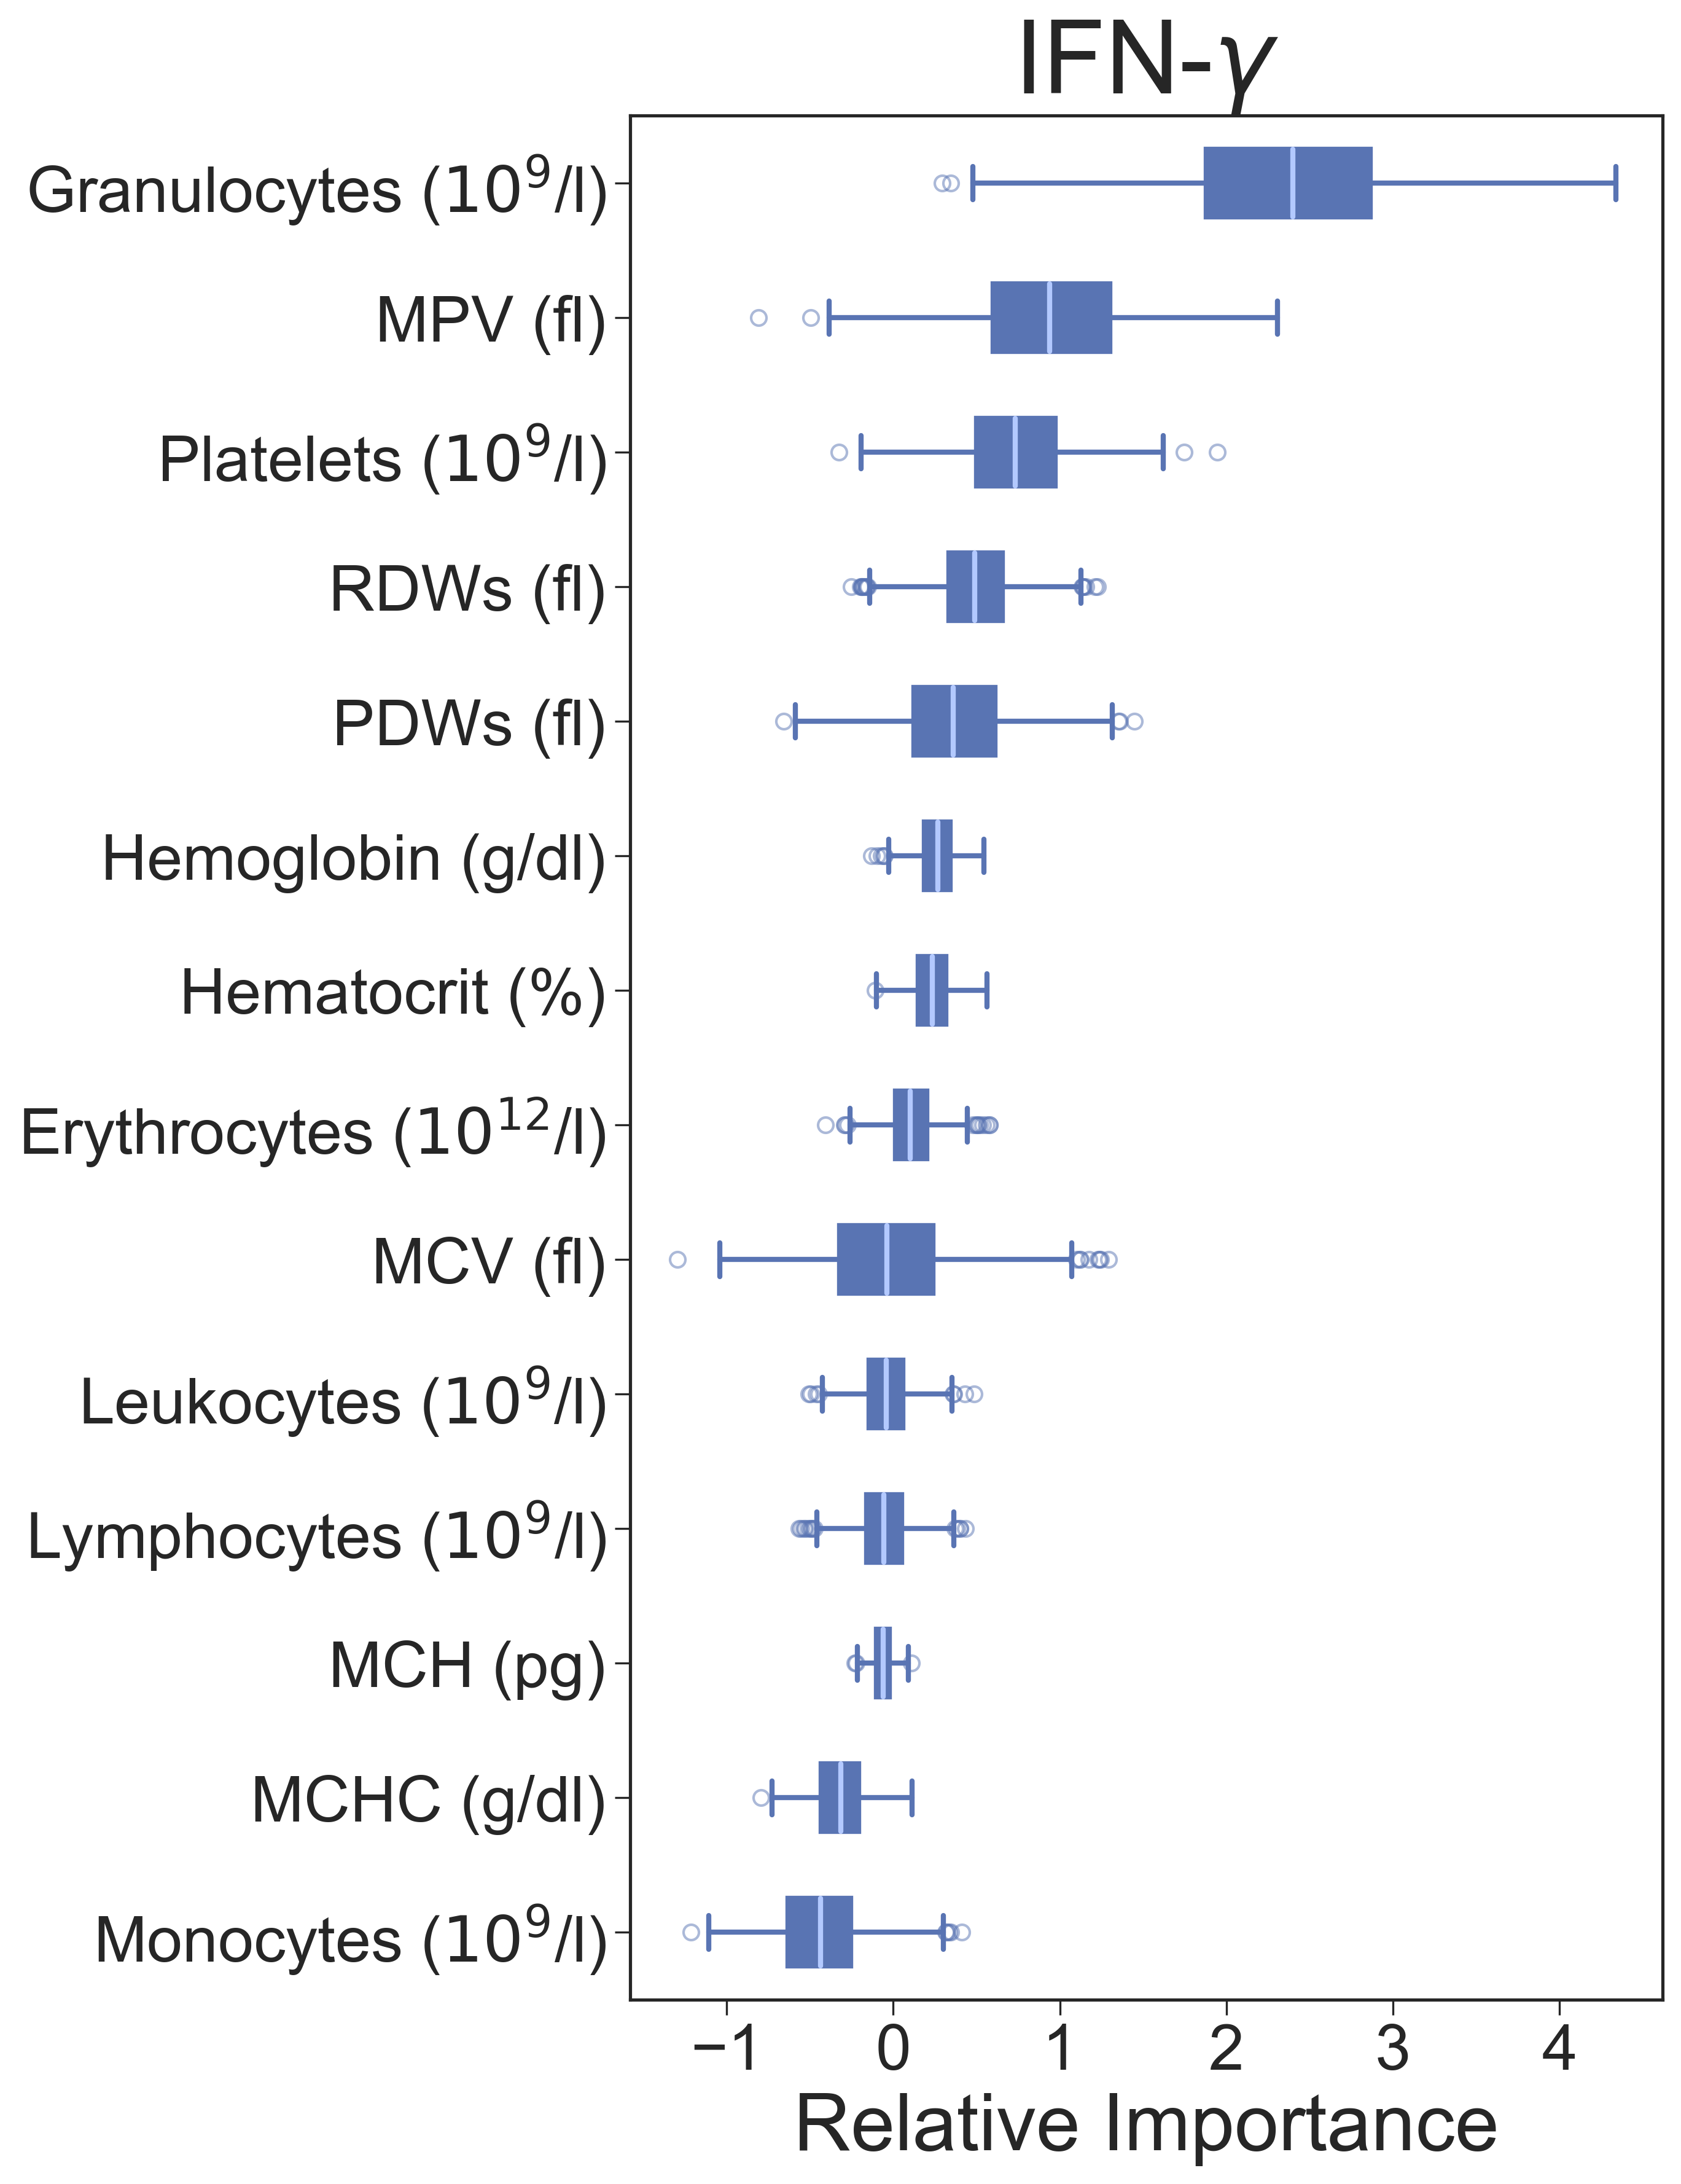 IFN-γ
Granulocytes (10⁹/l)
MPV (fl)
Platelets (10⁹/l)
RDWs (fl)
PDWs (fl)
Hemoglobin (g/dl)
Hematocrit (%)
Erythrocytes (10¹²/l)
MCV (fl)
Leukocytes (10⁹/l)
Lymphocytes (10⁹/l)
MCH (pg)
MCHC (g/dl)
Monocytes (10⁹/l)
−1 0 1 2 3 4
Relative Importance